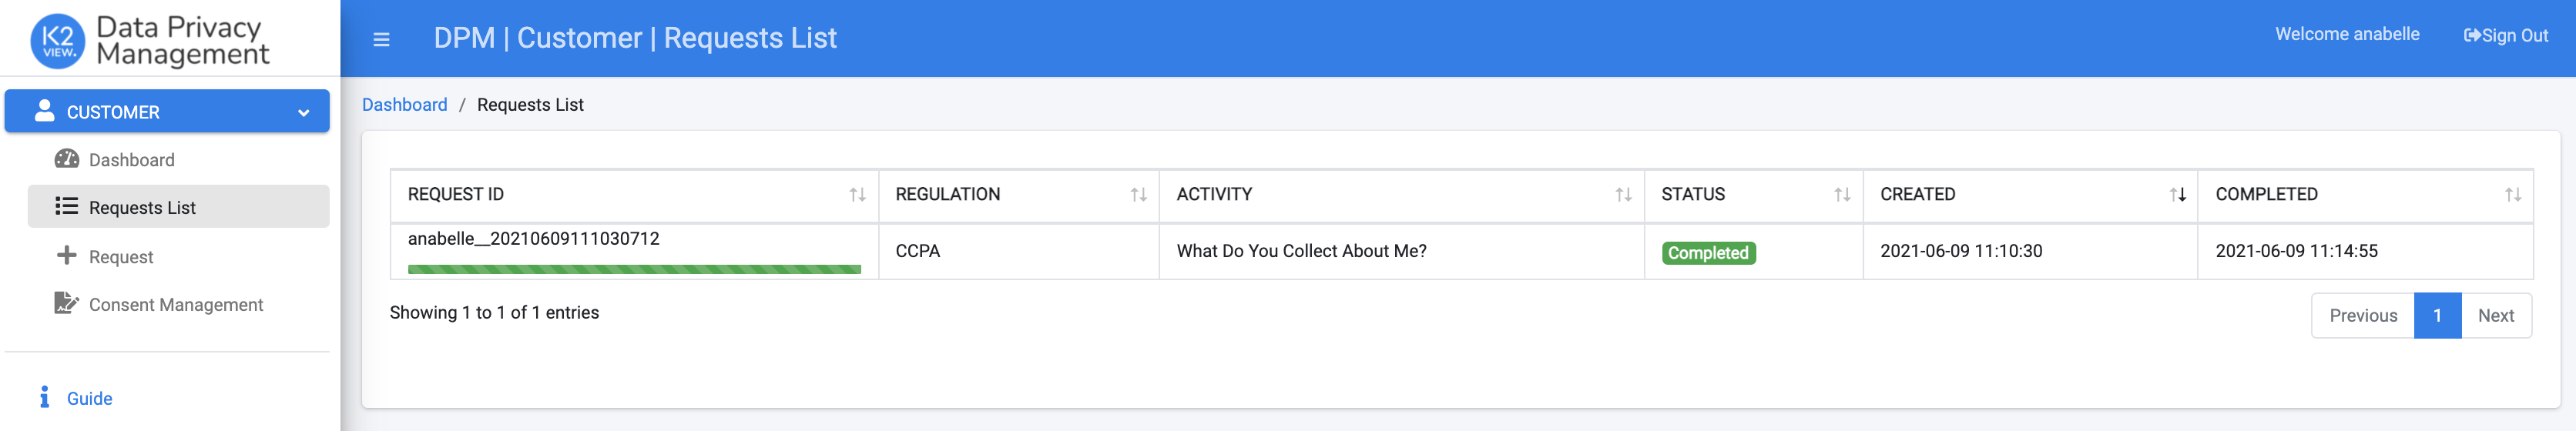 K2
VIEW.
Data Privacy
Management
DPM | Customer | Requests List
Welcome anabelle
Sign Out
CUSTOMER
Dashboard
Requests List
Request
Consent Management
Guide
Dashboard / Requests List
REQUEST ID REGULATION ACTIVITY STATUS CREATED COMPLETED
anabelle__20210609111030712 CCPA What Do You Collect About Me? Completed 2021-06-09 11:10:30 2021-06-09 11:14:55
Showing 1 to 1 of 1 entries
Previous 1 Next